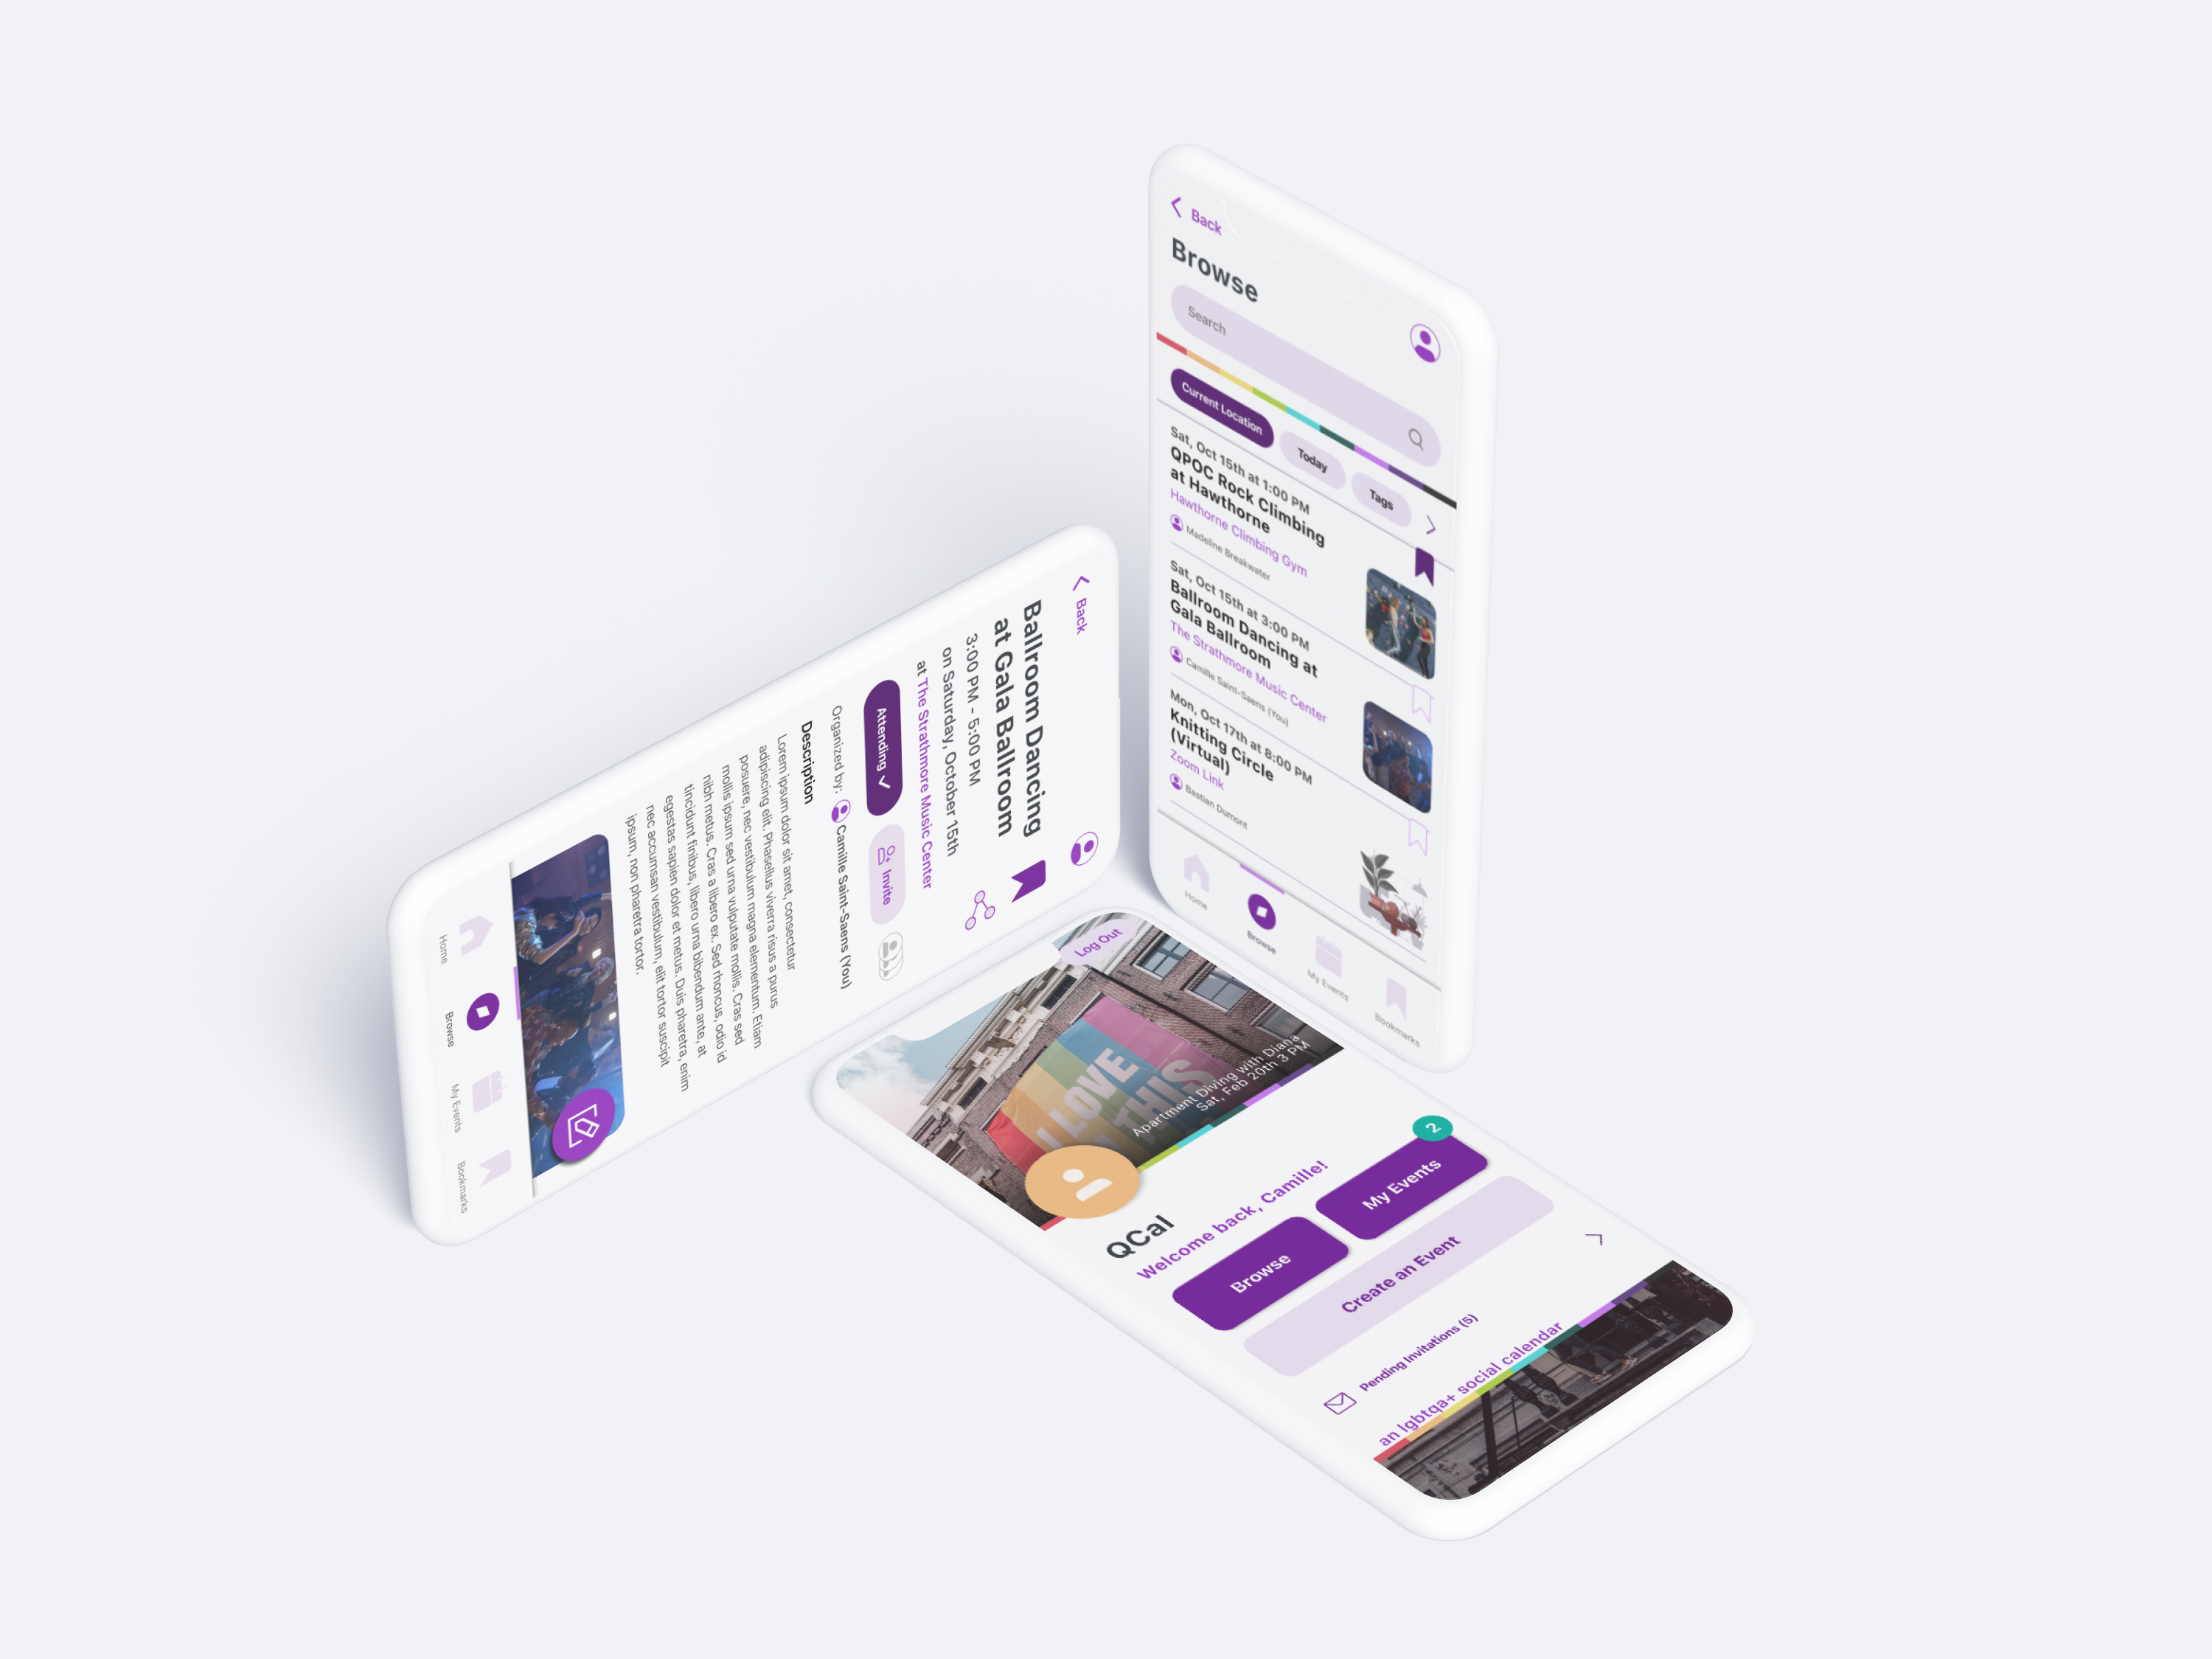 Back
Browse
Search
Current Location
Today
Tags
Sat, Oct 15th at 1:00 PM
QPOC Rock Climbing
at Hawthorne
Hawthorne Climbing Gym
Madeline Breakwater
Sat, Oct 15th at 3:00 PM
Ballroom Dancing at
Gala Ballroom
The Strathmore Music Center
Camille Saint-Saens (You)
Mon, Oct 17th at 8:00 PM
Knitting Circle
(Virtual)
Zoom Link
Bastian Dumont
Home
Browse
My Events
Bookmarks
Back
Ballroom Dancing
at Gala Ballroom
3:00 PM - 5:00 PM
on Saturday, October 15th
at The Strathmore Music Center
Attending
Invite
Organized by: Camille Saint-Saens (You)
Description
Lorem ipsum dolor sit amet, consectetur
adipiscing elit. Phasellus viverra risus a purus
posuere, nec vestibulum magna elementum. Etiam
mollis ipsum sed urna vulputate mollis. Cras sed
nibh metus. Cras a libero ex. Sed rhoncus, odio id
tincidunt finibus, libero urna bibendum ante, at
egestas sapien dolor et metus. Duis pharetra, enim
nec accumsan vestibulum, elit tortor suscipit
ipsum, non pharetra tortor.
Home
Browse
My Events
Bookmarks
Log Out
I LOVE
THIS
Apartment Diving with Diana
Sat, Feb 20th 3 PM
QCal
Welcome back, Camille!
Browse
My Events
2
Create an Event
Pending Invitations (5)
an lgbtqa+ social calendar